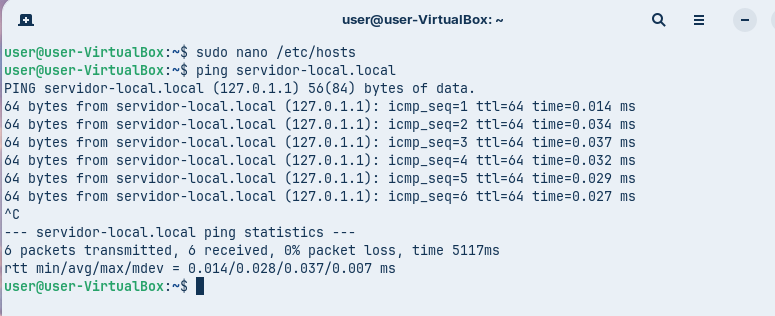 user@user-VirtualBox: ~
user@user-VirtualBox:~$ sudo nano /etc/hosts
user@user-VirtualBox:~$ ping servidor-local.local
PING servidor-local.local (127.0.1.1) 56(84) bytes of data.
64 bytes from servidor-local.local (127.0.1.1): icmp_seq=1 ttl=64 time=0.014 ms
64 bytes from servidor-local.local (127.0.1.1): icmp_seq=2 ttl=64 time=0.034 ms
64 bytes from servidor-local.local (127.0.1.1): icmp_seq=3 ttl=64 time=0.037 ms
64 bytes from servidor-local.local (127.0.1.1): icmp_seq=4 ttl=64 time=0.032 ms
64 bytes from servidor-local.local (127.0.1.1): icmp_seq=5 ttl=64 time=0.029 ms
64 bytes from servidor-local.local (127.0.1.1): icmp_seq=6 ttl=64 time=0.027 ms
^C
--- servidor-local.local ping statistics ---
6 packets transmitted, 6 received, 0% packet loss, time 5117ms
rtt min/avg/max/mdev = 0.014/0.028/0.037/0.007 ms
user@user-VirtualBox:~$